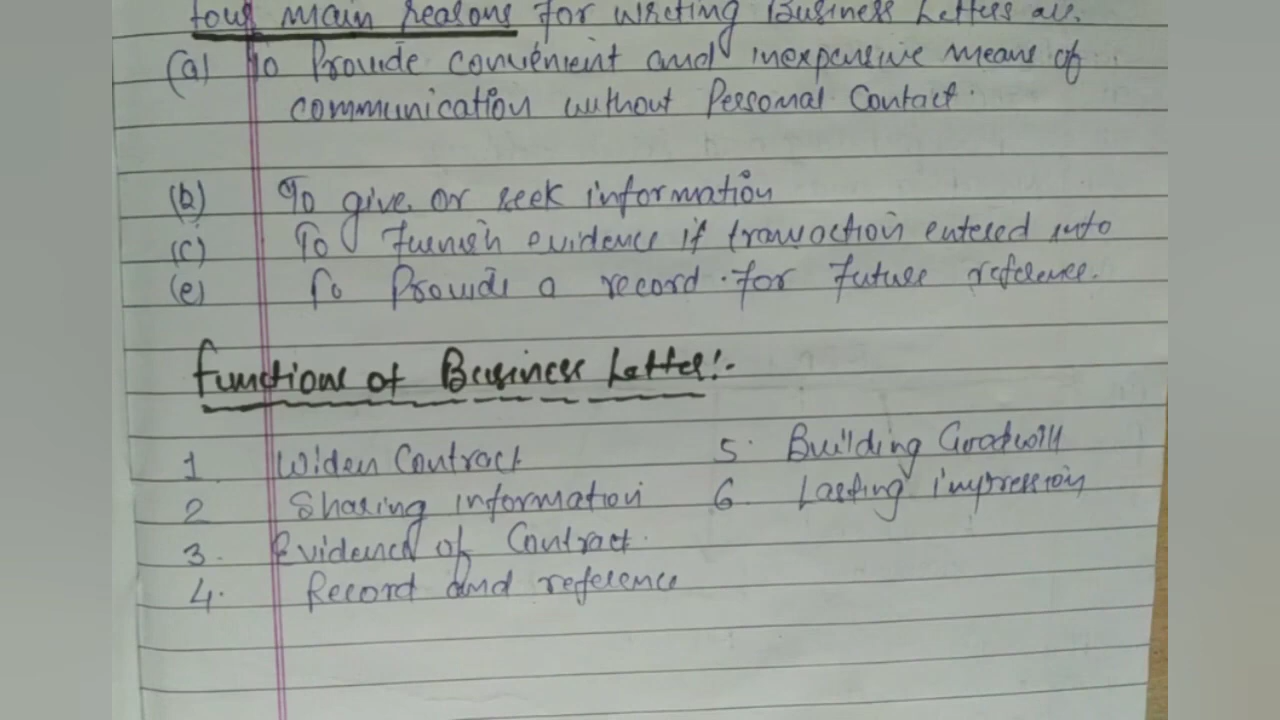 four main reasons for writing Business Letters are.
(a) To Provide convenient and inexpensive means of
communication without Personal Contact.
(b) To give or seek information
(c) To furnish evidence if transaction entered into
(e) To Provide a record for future reference.
Functions of Business Letter:-
1 Widen Contract
2 Sharing information
3. Evidence of Contract.
4. Record and reference
5. Building Goodwill
6 Lasting impression